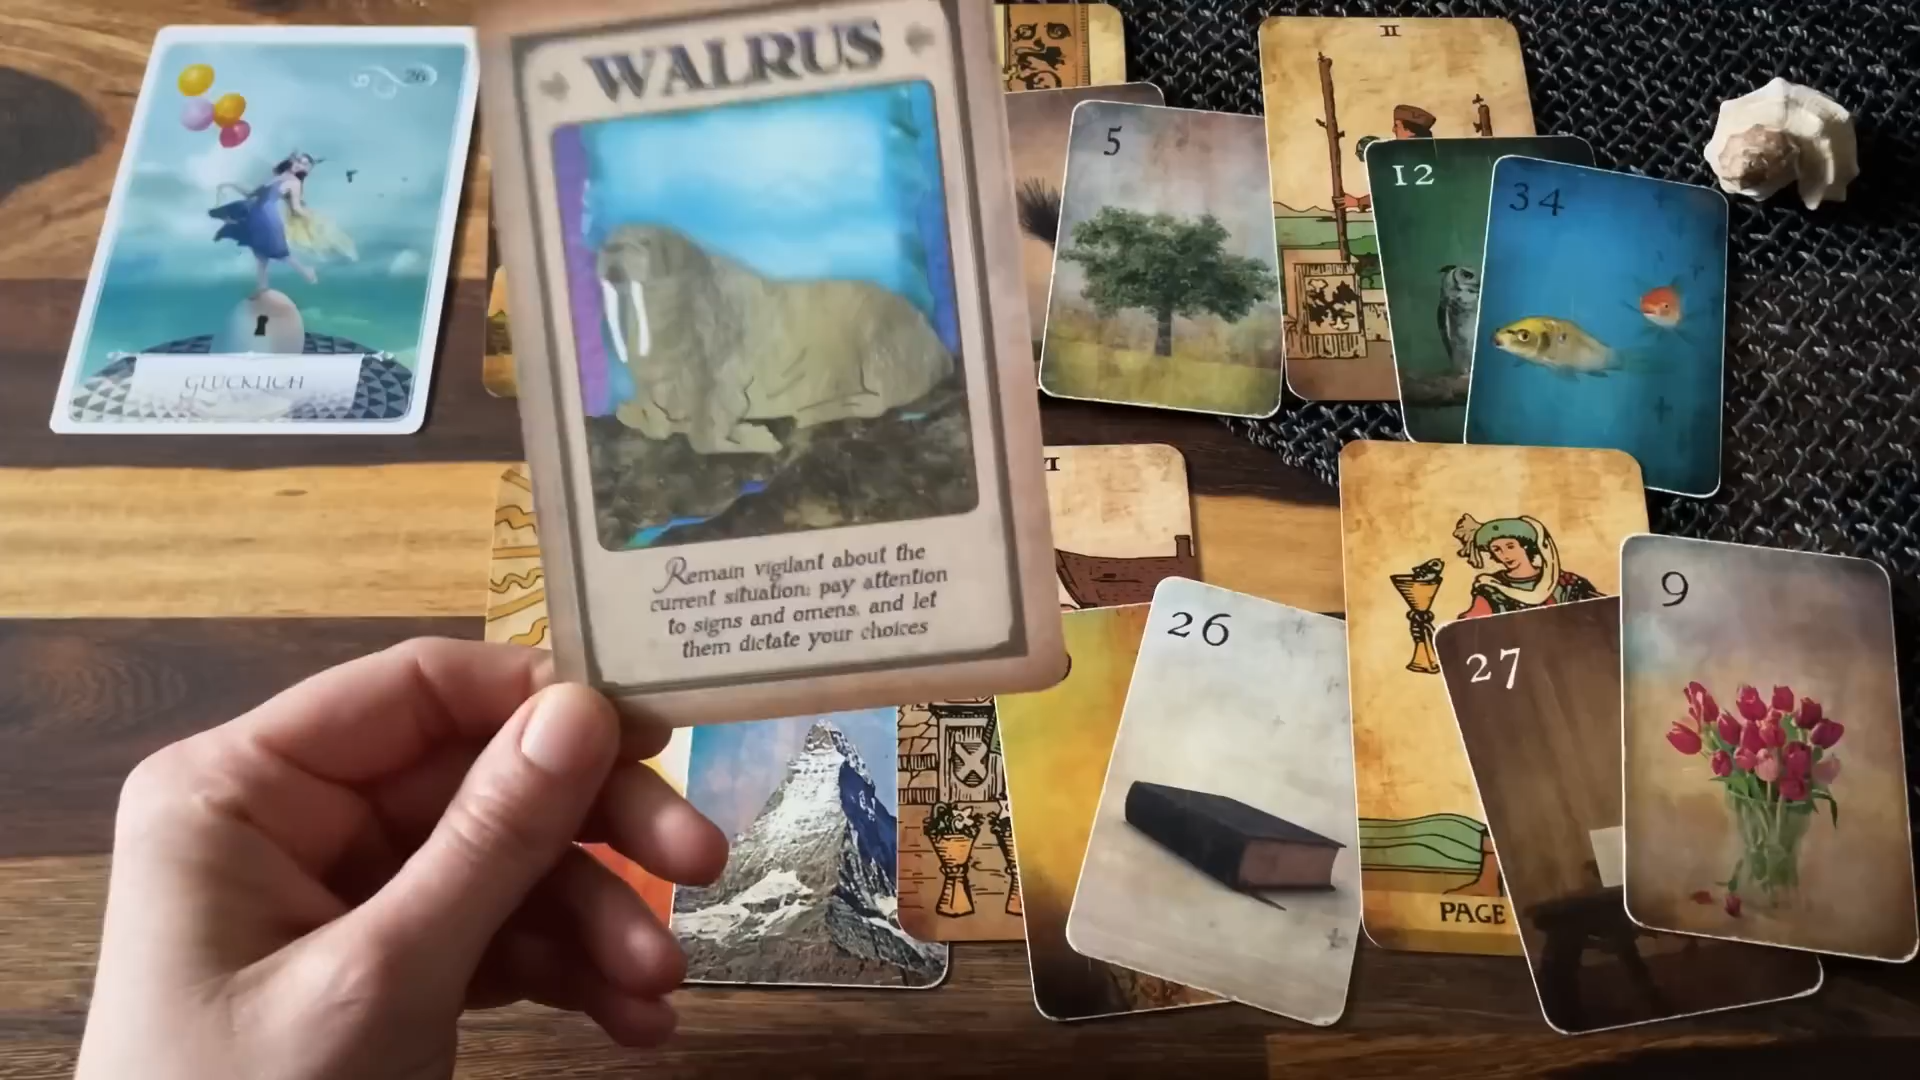 26
GLÜCKLICH
WALRUS
Remain vigilant about the
current situation; pay attention
to signs and omens, and let
them dictate your choices
5
II
12
34
VI
26
PAGE
27
9